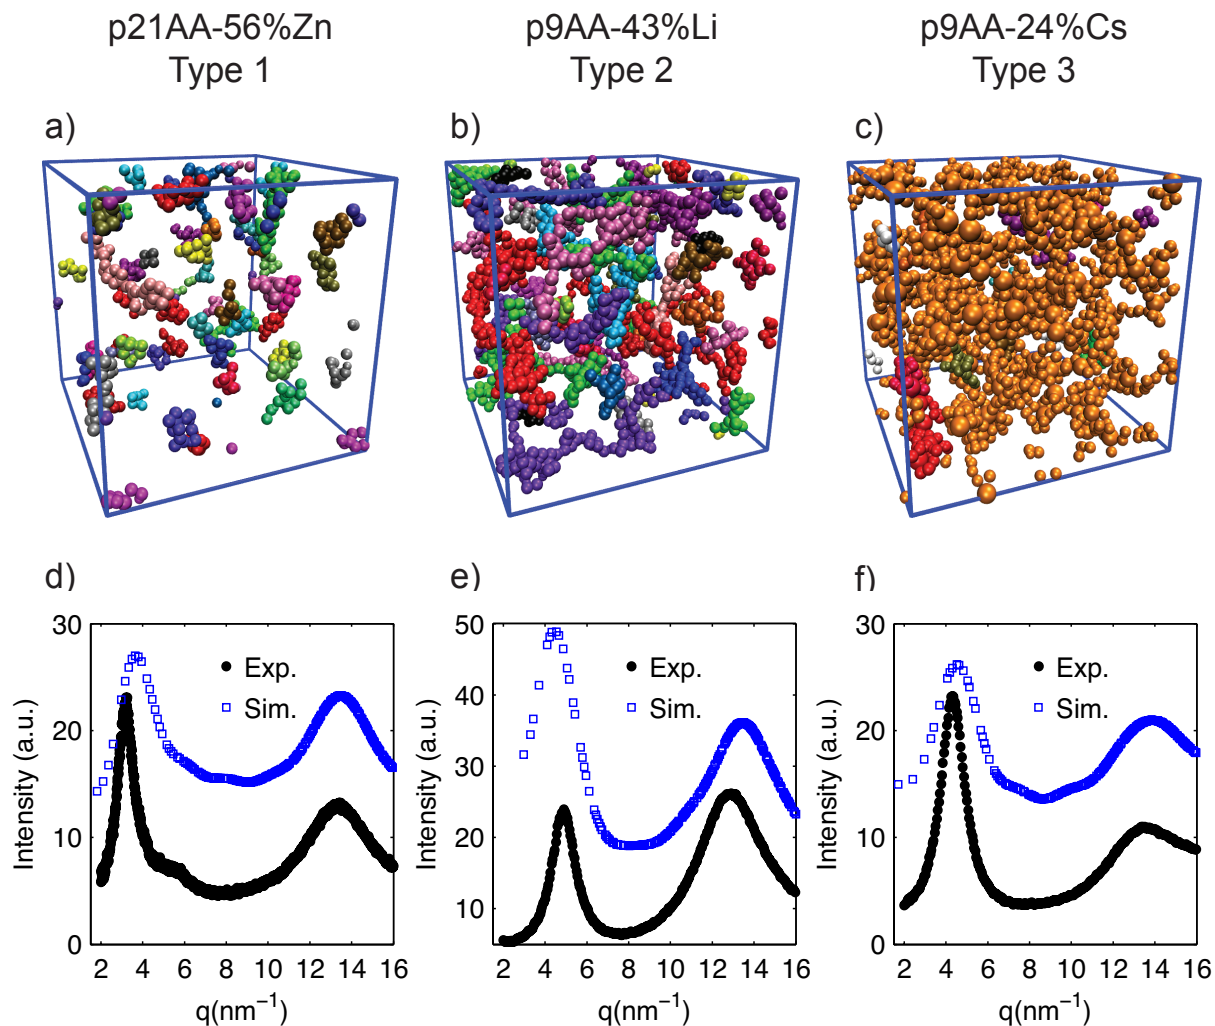 p21AA-56%Zn
Type 1
p9AA-43%Li
Type 2
p9AA-24%Cs
Type 3
a)
b)
c)
d)
30
20
10
0
Intensity (a.u.)
Exp.
Sim.
2 4 6 8 10 12 14 16
q(nm⁻¹)
e)
50
40
30
20
10
Intensity (a.u.)
Exp.
Sim.
2 4 6 8 10 12 14 16
q(nm⁻¹)
f)
30
20
10
0
Intensity (a.u.)
Exp.
Sim.
2 4 6 8 10 12 14 16
q(nm⁻¹)